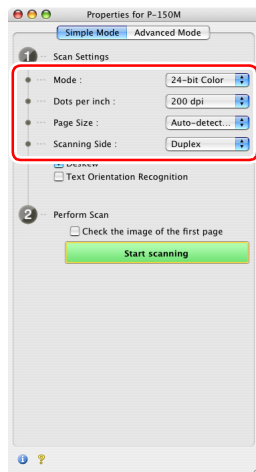 Properties for P-150M
Simple Mode Advanced Mode
1 Scan Settings
Mode : 24-bit Color
Dots per inch : 200 dpi
Page Size : Auto-detect...
Scanning Side : Duplex
Deskew
Text Orientation Recognition
2 Perform Scan
Check the image of the first page
Start scanning